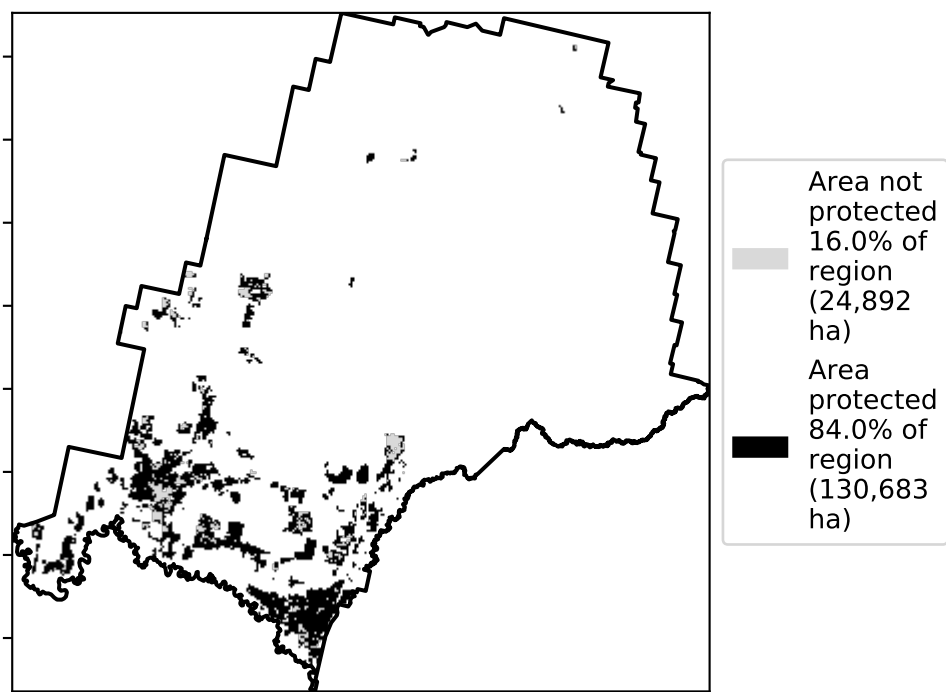 Area not
protected
16.0% of
region
(24,892
ha)
Area
protected
84.0% of
region
(130,683
ha)